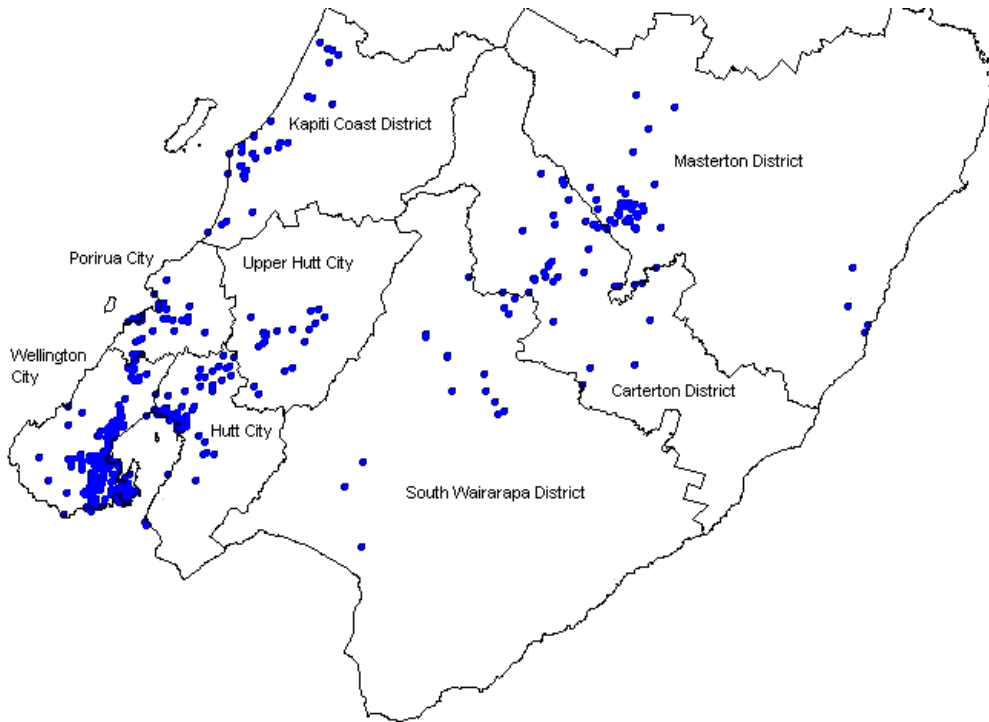 Kapiti Coast District
Masterton District
Porirua City
Upper Hutt City
Wellington
City
Carterton District
Hutt City
South Wairarapa District